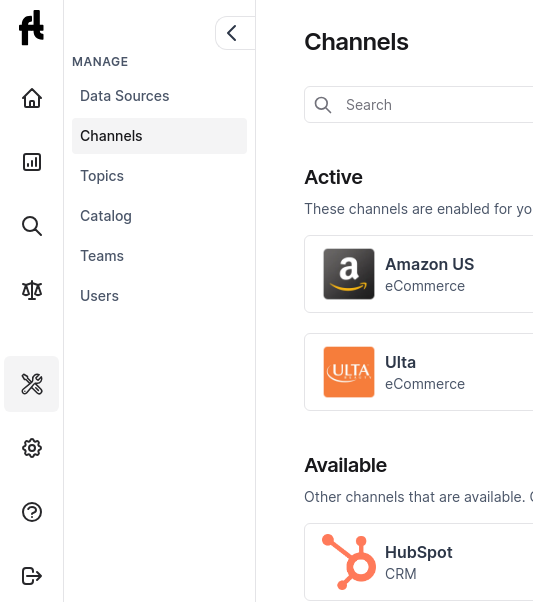 ft
MANAGE
Data Sources
Channels
Topics
Catalog
Teams
Users
Channels
Search
Active
These channels are enabled for yo
a
Amazon US
eCommerce
ULTA
Ulta
eCommerce
Available
Other channels that are available.
HubSpot
CRM